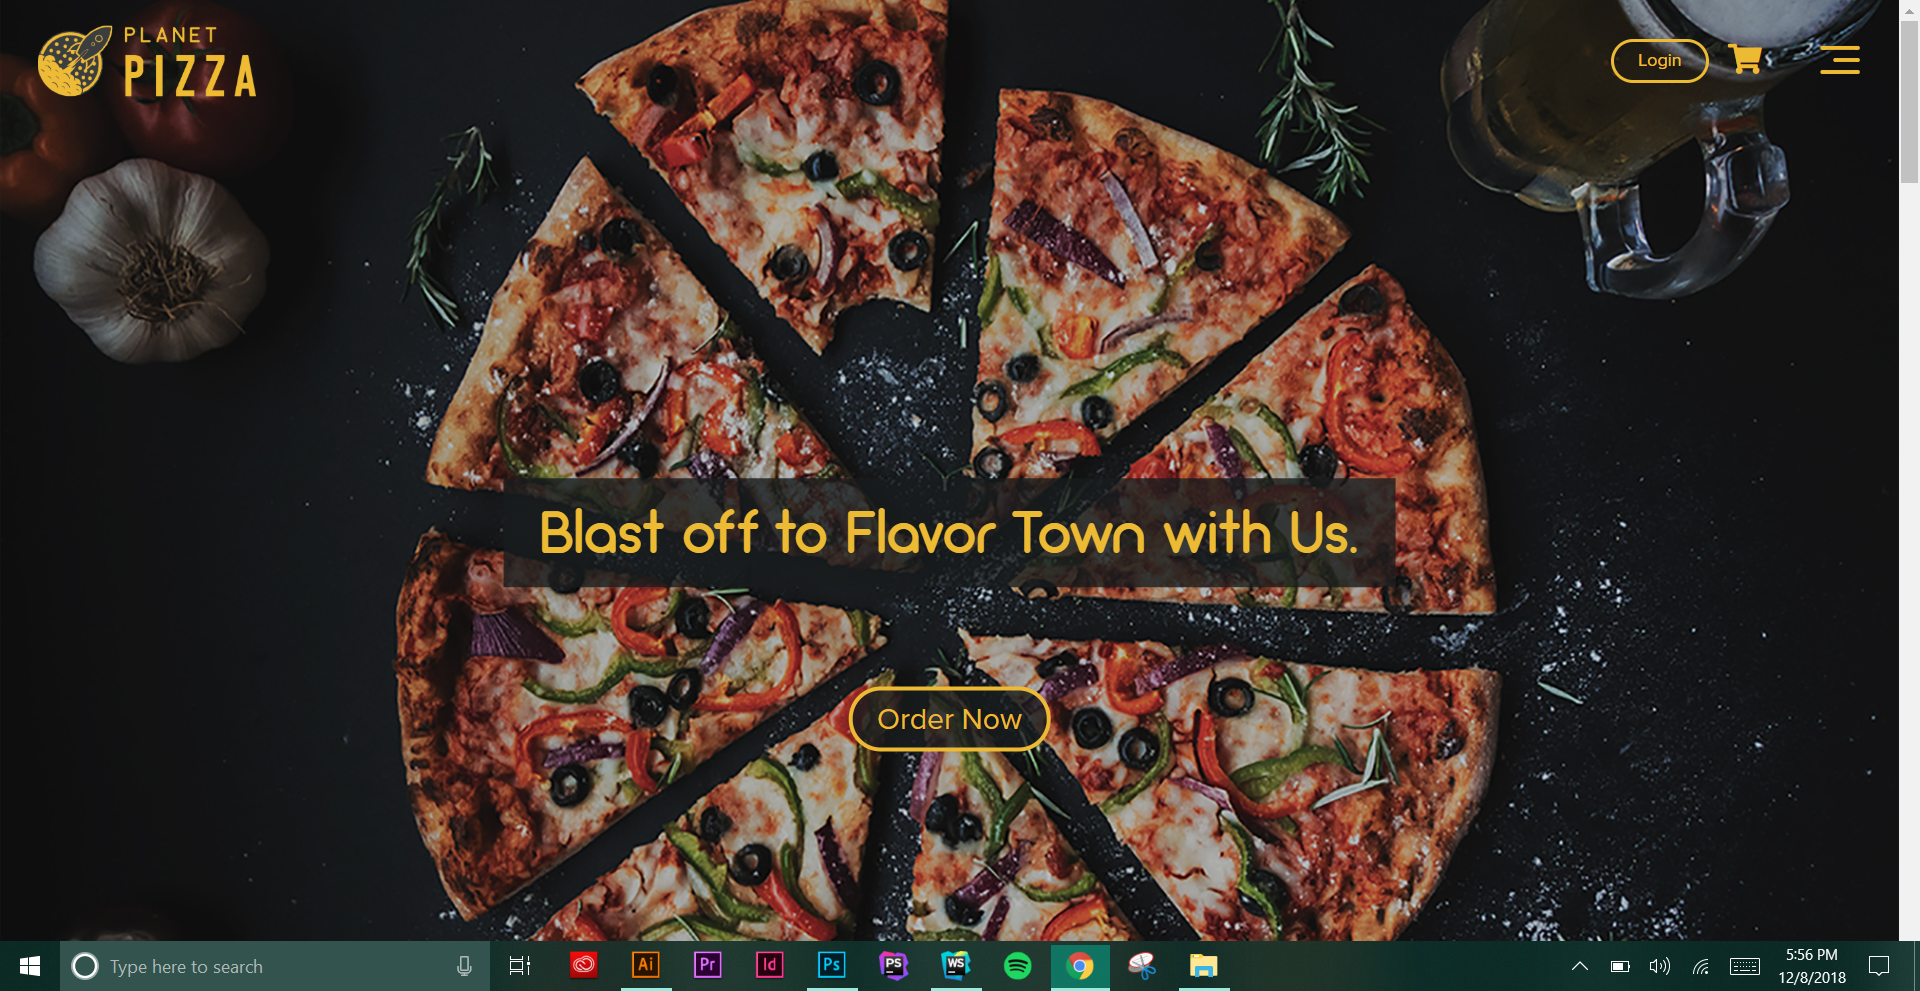 PLANET
PIZZA
Login
Blast off to Flavor Town with Us.
Order Now
Type here to search
Ai
Pr
Id
Ps
PS
WS
5:56 PM
12/8/2018